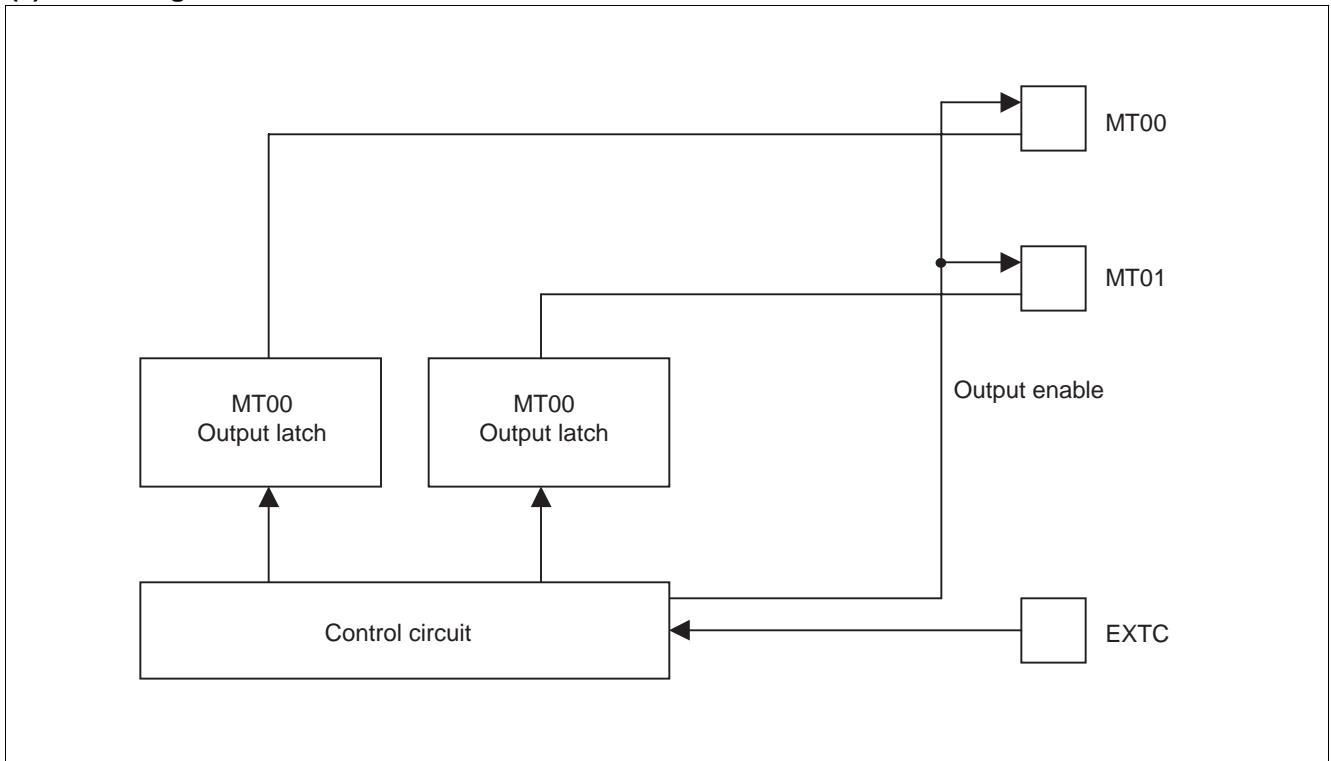 MT00
MT01
Output enable
MT00
Output latch
MT00
Output latch
Control circuit
EXTC